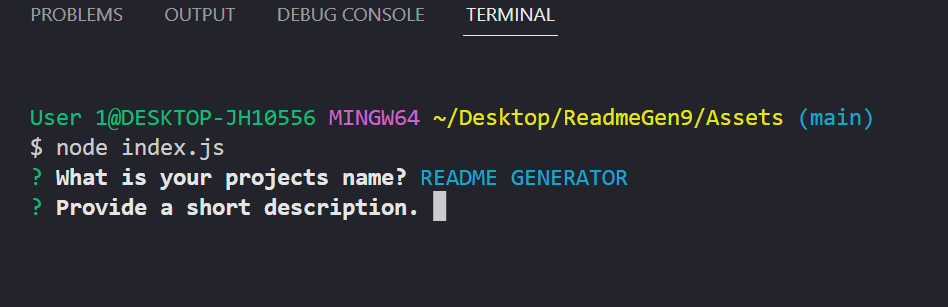 PROBLEMS OUTPUT DEBUG CONSOLE TERMINAL
User 1@DESKTOP-JH10556 MINGW64 ~/Desktop/ReadmeGen9/Assets (main)
$ node index.js
? What is your projects name? README GENERATOR
? Provide a short description.